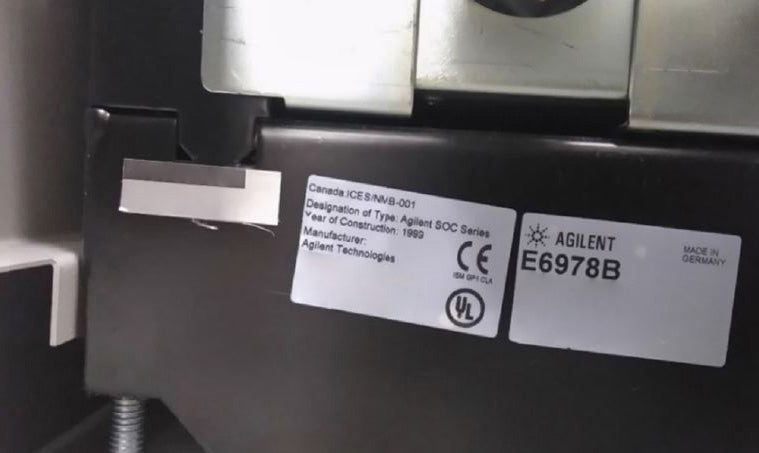 Canada:ICES/NMB-001
Designation of Type: Agilent SOC Series
Year of Construction: 1999
Manufacturer:
Agilent Technologies
CE
ISM GP1 CLA
UL
AGILENT
E6978B
MADE IN
GERMANY